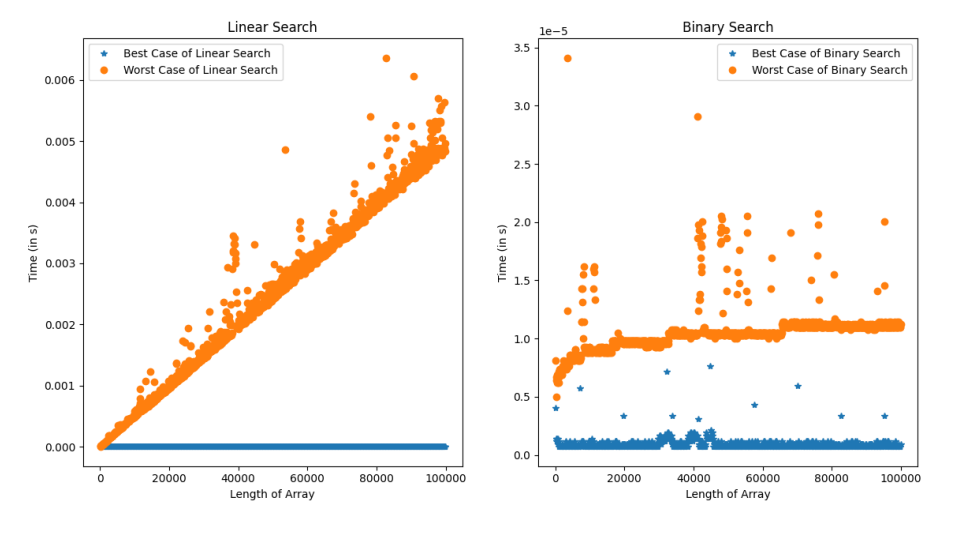 Linear Search
Best Case of Linear Search
Worst Case of Linear Search
Time (in s)
0.006
0.005
0.004
0.003
0.002
0.001
0.000
0
20000
40000
60000
80000
100000
Length of Array
Binary Search
1e−5
Best Case of Binary Search
Worst Case of Binary Search
Time (in s)
3.5
3.0
2.5
2.0
1.5
1.0
0.5
0.0
0
20000
40000
60000
80000
100000
Length of Array